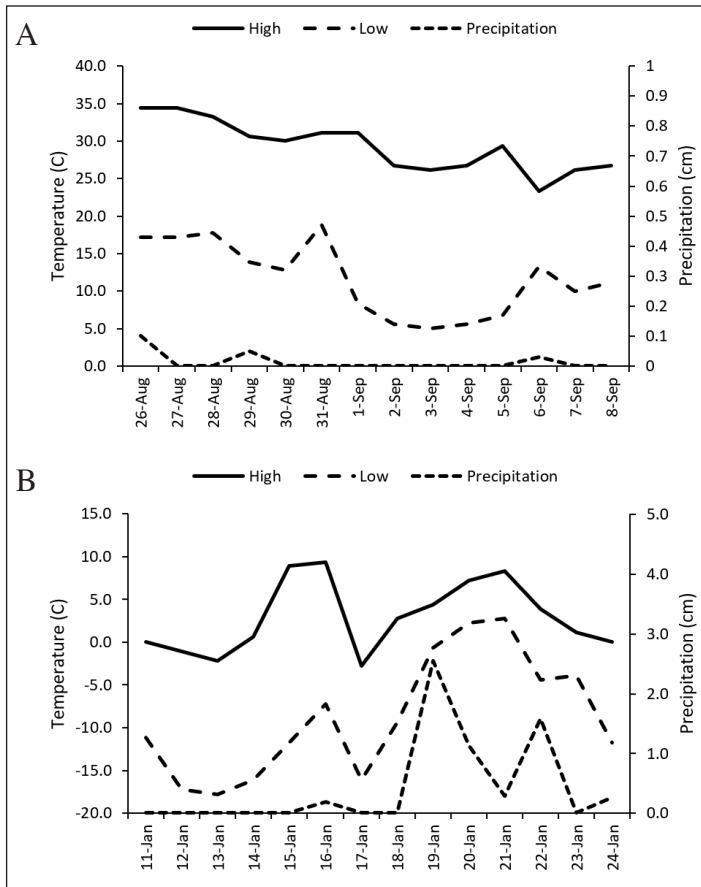 A
High Low Precipitation
40.0
35.0
30.0
25.0
20.0
15.0
10.0
5.0
0.0
Temperature (C)
1
0.9
0.8
0.7
0.6
0.5
0.4
0.3
0.2
0.1
0
Precipitation (cm)
26-Aug
27-Aug
28-Aug
29-Aug
30-Aug
31-Aug
1-Sep
2-Sep
3-Sep
4-Sep
5-Sep
6-Sep
7-Sep
8-Sep
B
High Low Precipitation
15.0
10.0
5.0
0.0
-5.0
-10.0
-15.0
-20.0
Temperature (C)
5.0
4.0
3.0
2.0
1.0
0.0
Precipitation (cm)
11-Jan
12-Jan
13-Jan
14-Jan
15-Jan
16-Jan
17-Jan
18-Jan
19-Jan
20-Jan
21-Jan
22-Jan
23-Jan
24-Jan